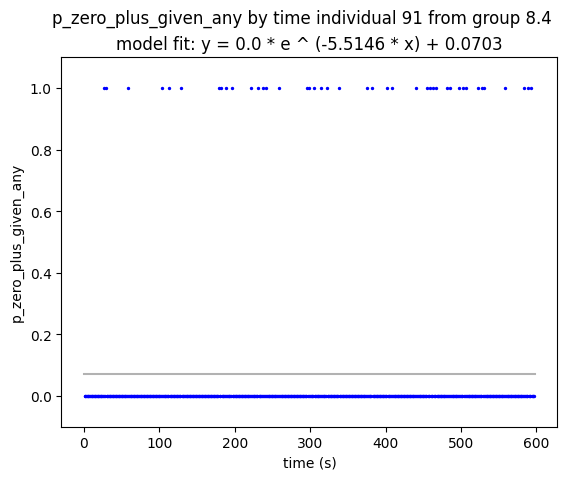 p_zero_plus_given_any by time individual 91 from group 8.4
model fit: y = 0.0 * e ^ (-5.5146 * x) + 0.0703
1.0
0.8
0.6
0.4
0.2
0.0
p_zero_plus_given_any
0 100 200 300 400 500 600
time (s)